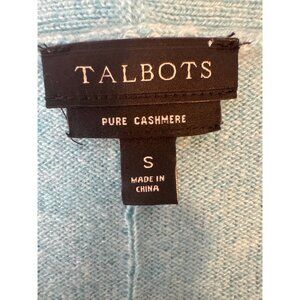 TALBOTS
PURE CASHMERE
S
MADE IN
CHINA